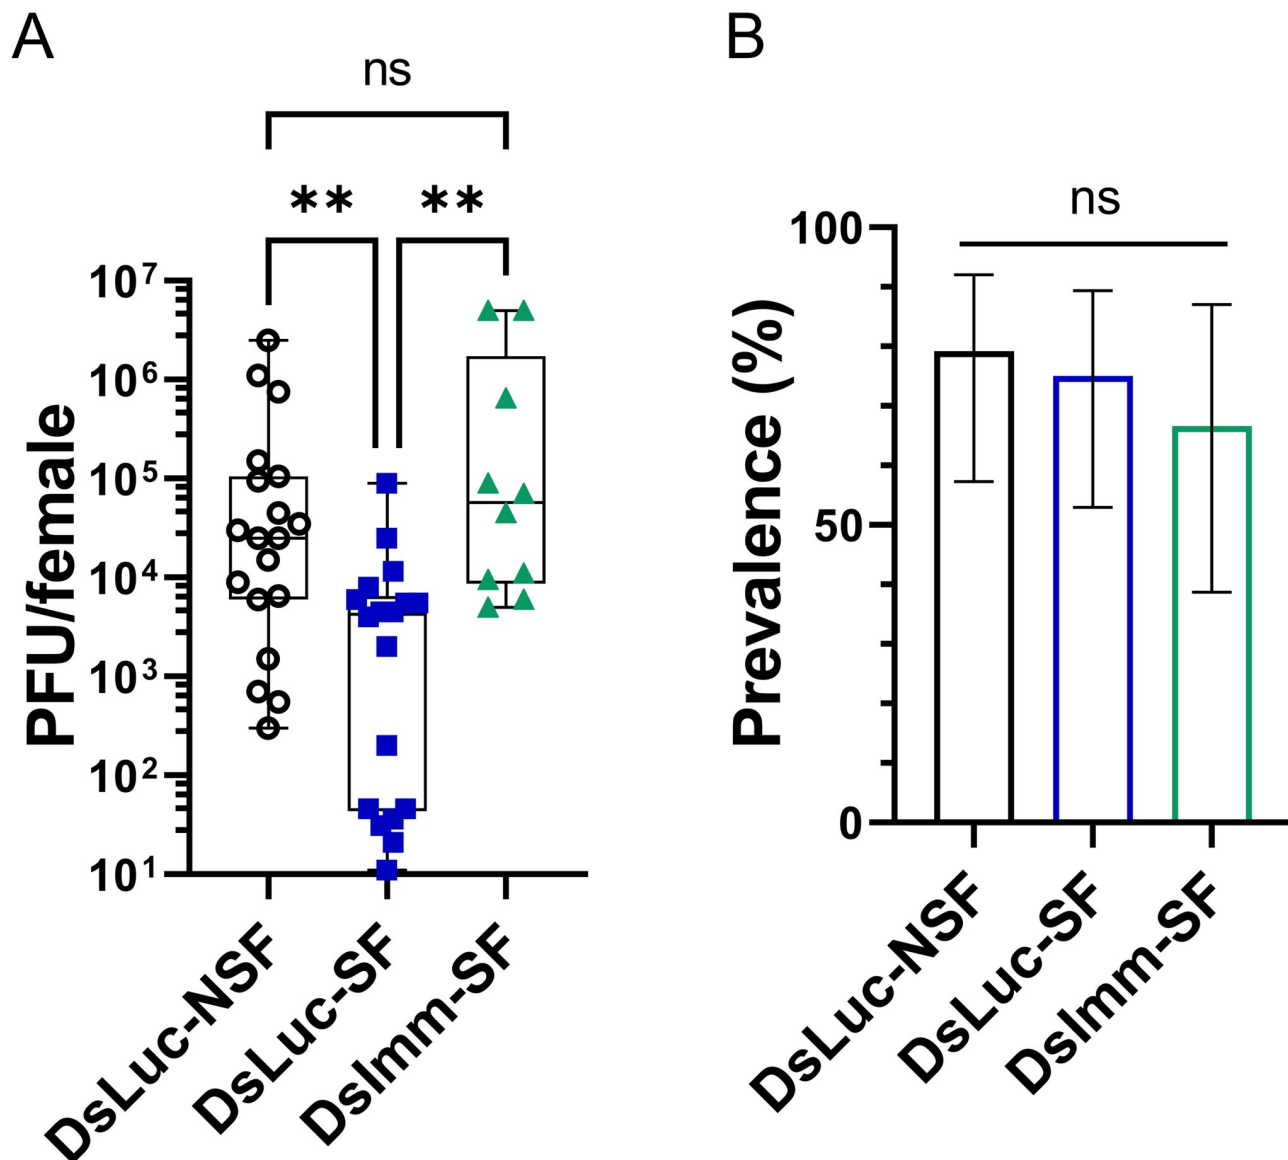 A
ns
** **
PFU/female
10⁷
10⁶
10⁵
10⁴
10³
10²
10¹
DsLuc-NSF
DsLuc-SF
DsImm-SF
B
ns
Prevalence (%)
100
50
0
DsLuc-NSF
DsLuc-SF
DsImm-SF